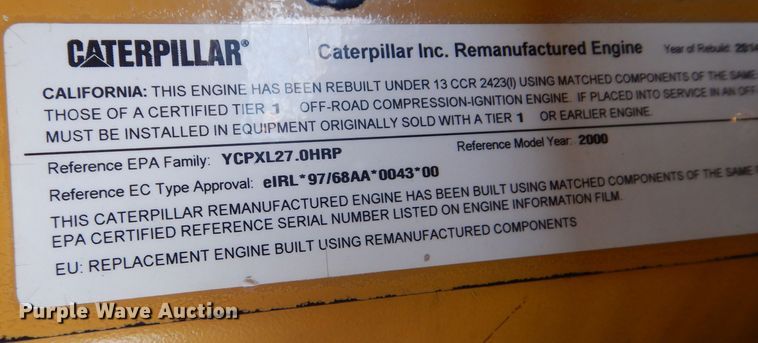 CATERPILLAR® Caterpillar Inc. Remanufactured Engine Year of Rebuild: 2014
CALIFORNIA: THIS ENGINE HAS BEEN REBUILT UNDER 13 CCR 2423(l) USING MATCHED COMPONENTS OF THE SAME
THOSE OF A CERTIFIED TIER 1 OFF-ROAD COMPRESSION-IGNITION ENGINE. IF PLACED INTO SERVICE IN AN OFF-
MUST BE INSTALLED IN EQUIPMENT ORIGINALLY SOLD WITH A TIER 1 OR EARLIER ENGINE.
Reference EPA Family: YCPXL27.0HRP Reference Model Year: 2000
Reference EC Type Approval: eIRL*97/68AA*0043*00
THIS CATERPILLAR REMANUFACTURED ENGINE HAS BEEN BUILT USING MATCHED COMPONENTS OF THE SAME
EPA CERTIFIED REFERENCE SERIAL NUMBER LISTED ON ENGINE INFORMATION FILM.
EU: REPLACEMENT ENGINE BUILT USING REMANUFACTURED COMPONENTS
Purple Wave Auction